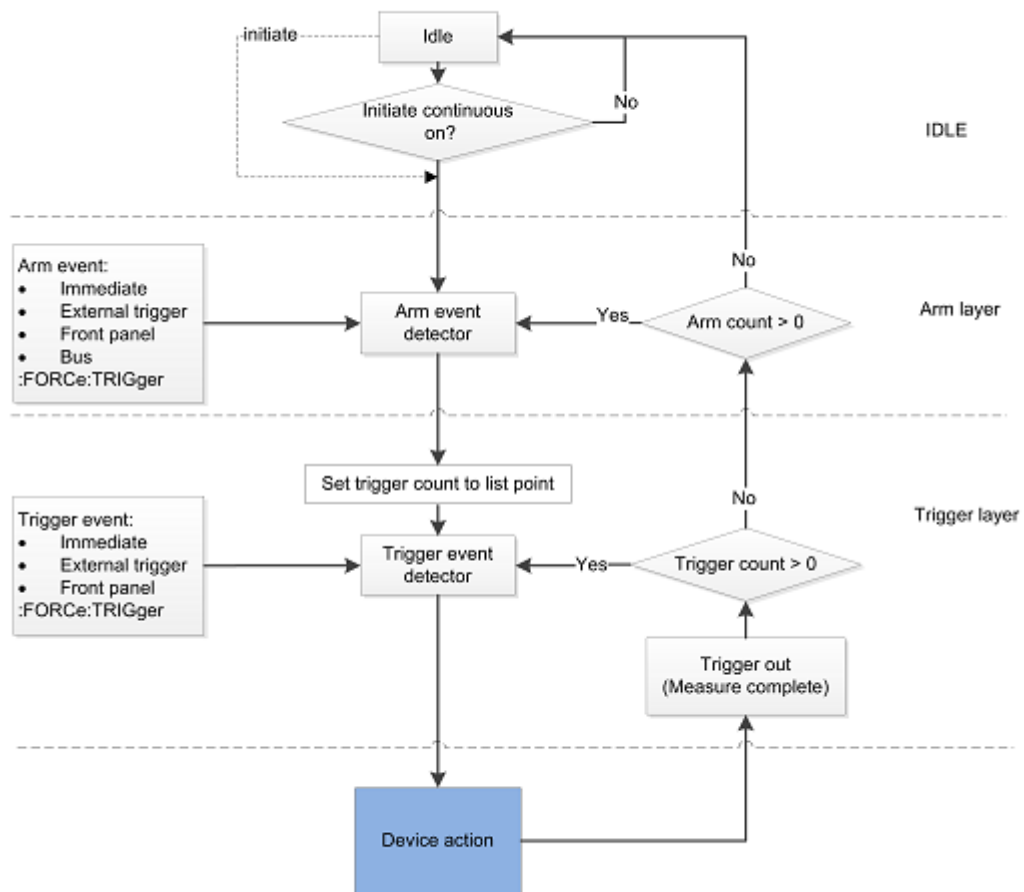 initiate
Idle
Initiate continuous
on?
No
IDLE
Arm event:
• Immediate
• External trigger
• Front panel
• Bus
:FORCe:TRIGger
Arm event
detector
Yes
Arm count > 0
No
Arm layer
Set trigger count to list point
Trigger event:
• Immediate
• External trigger
• Front panel
:FORCe:TRIGger
Trigger event
detector
Yes
Trigger count > 0
No
Trigger layer
Trigger out
(Measure complete)
Device action